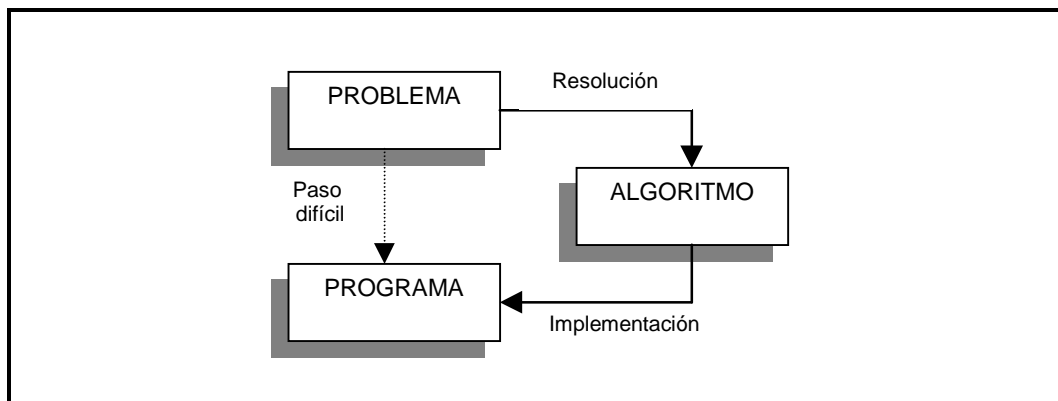 PROBLEMA
Resolución
ALGORITMO
Paso
difícil
PROGRAMA
Implementación